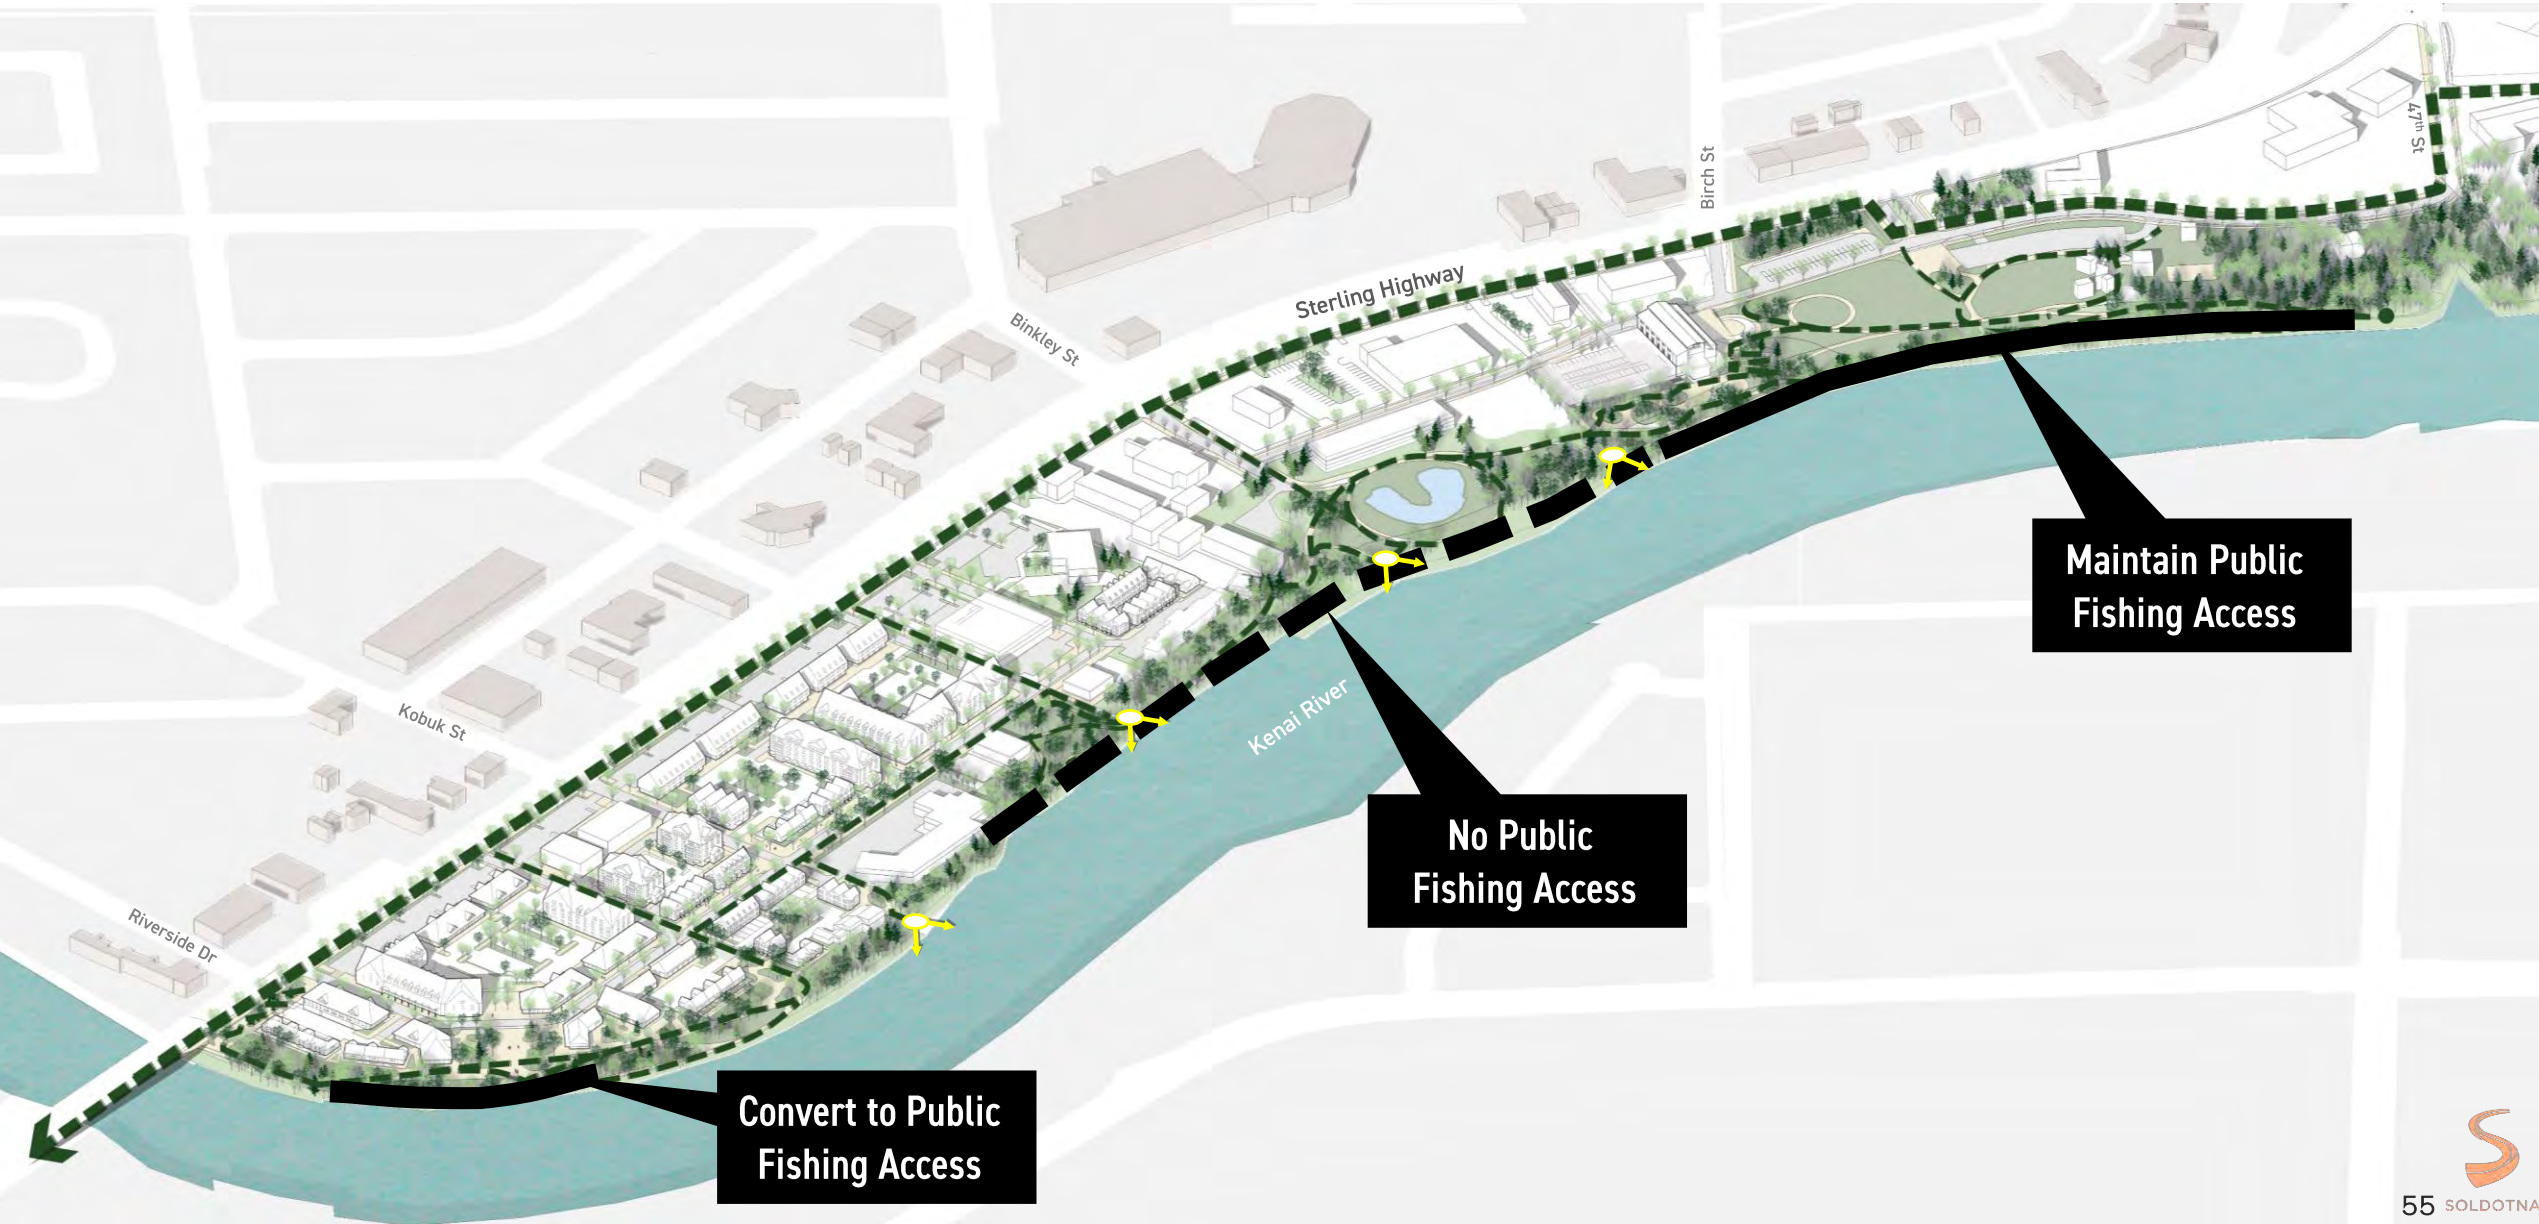 47th St
Birch St
Sterling Highway
Binkley St
Maintain Public
Fishing Access
Kenai River
Kobuk St
No Public
Fishing Access
Riverside Dr
Convert to Public
Fishing Access
55 SOLDOTNA